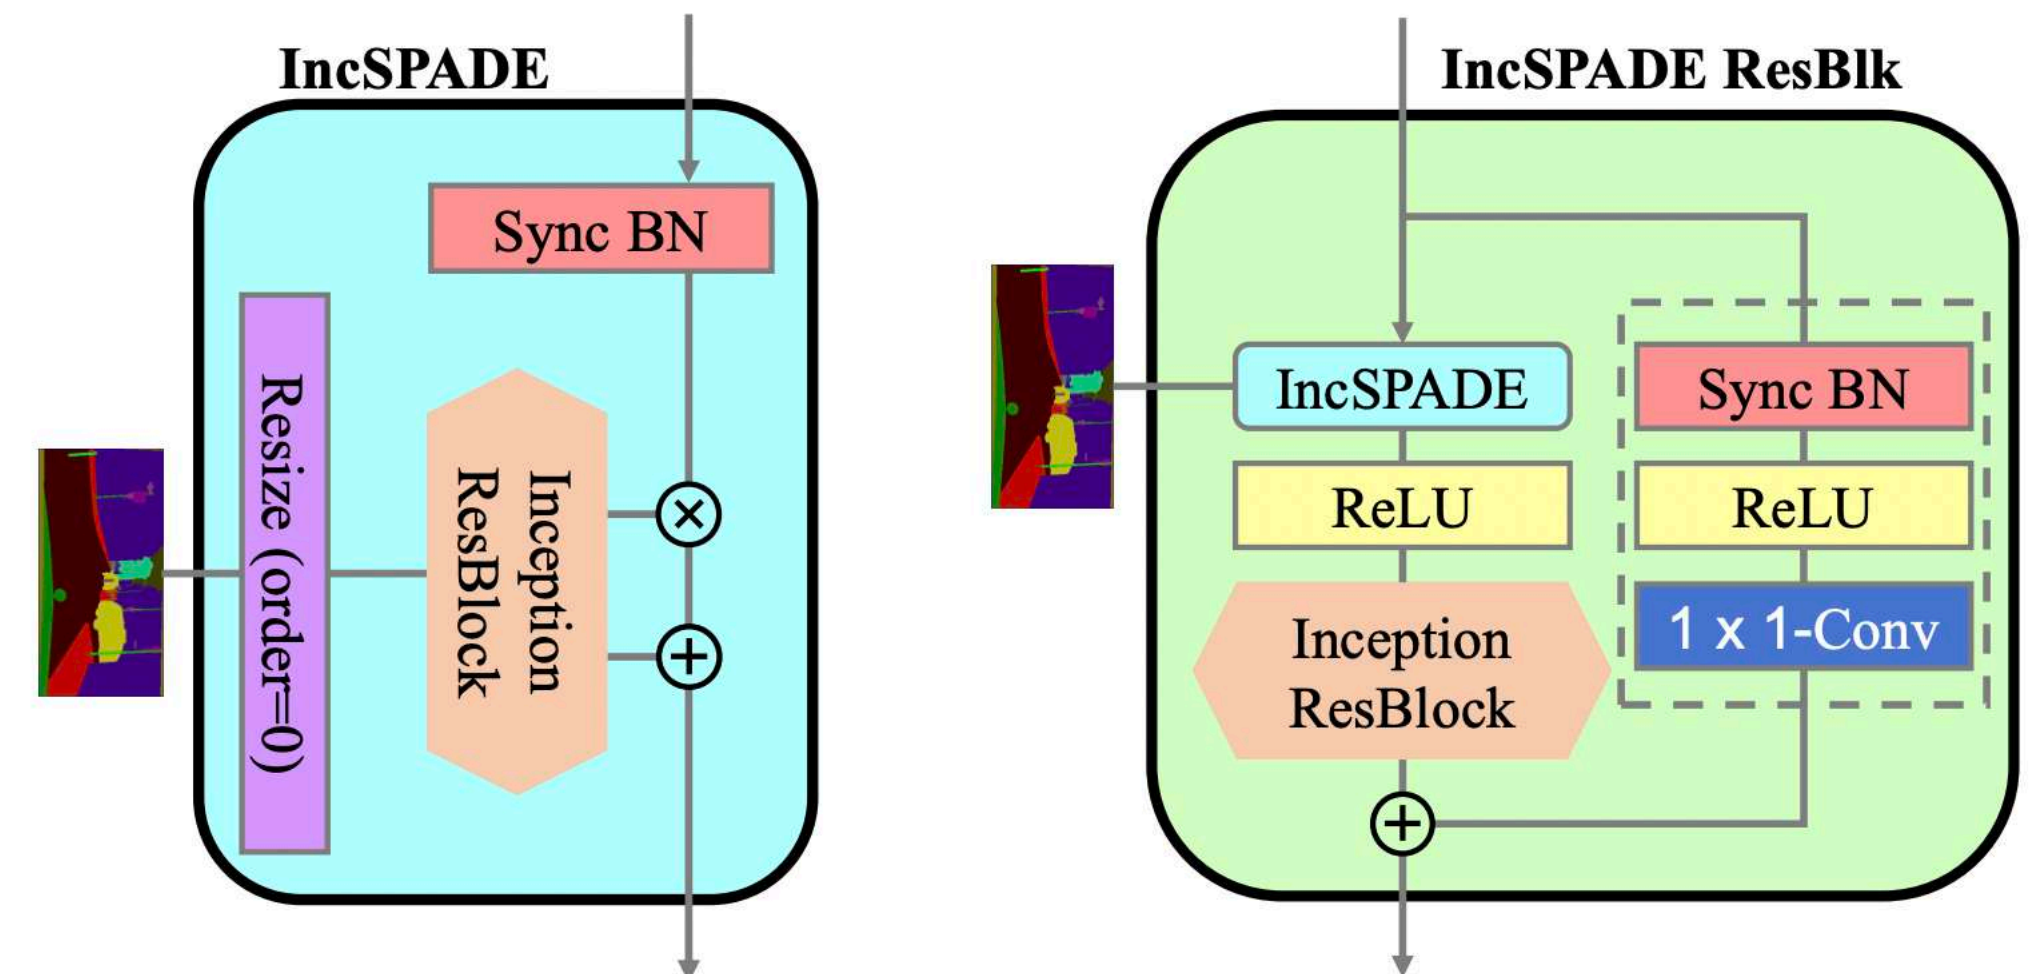 IncSPADE
Sync BN
Resize (order=0)
Inception
ResBlock
IncSPADE ResBlk
IncSPADE
ReLU
Inception
ResBlock
Sync BN
ReLU
1 x 1-Conv